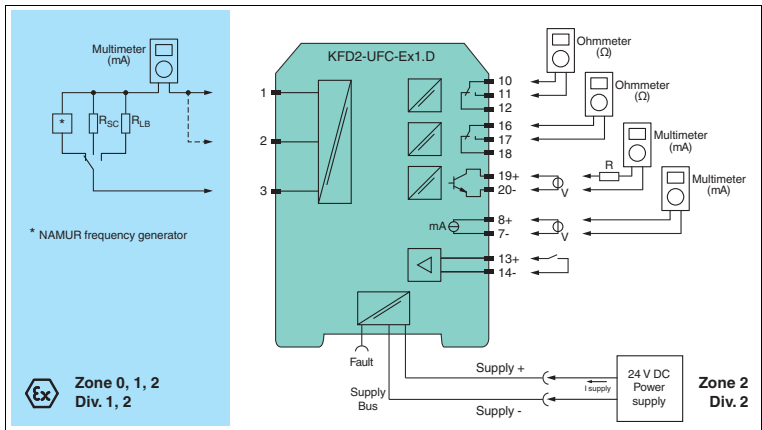 KFD2-UFC-Ex1.D
Multimeter
(mA)
*
RSC
RLB
* NAMUR frequency generator
1
2
3
10
11
12
16
17
18
19+
20-
8+
7-
13+
14-
mA
Ohmmeter
(Ω)
Ohmmeter
(Ω)
Multimeter
(mA)
R
V
Multimeter
(mA)
V
Fault
Supply
Bus
Supply +
Supply -
I supply
24 V DC
Power
supply
Ex
Zone 0, 1, 2
Div. 1, 2
Zone 2
Div. 2